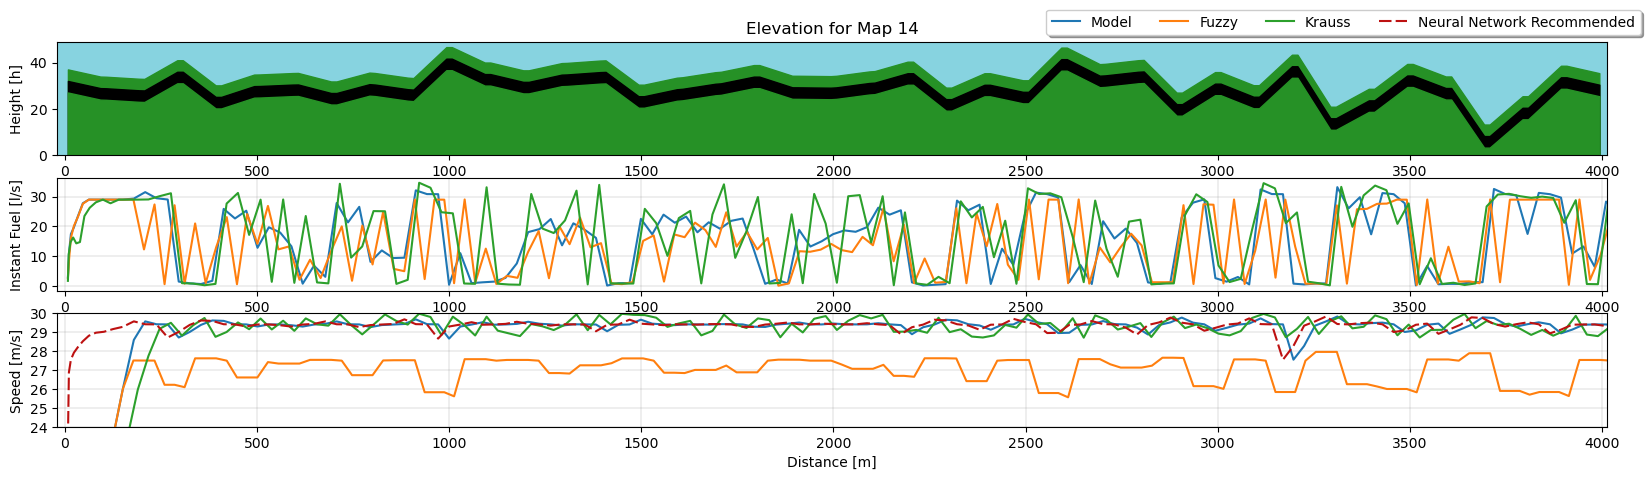 Elevation for Map 14
Model Fuzzy Krauss Neural Network Recommended
Height [h]
40
20
0
0 500 1000 1500 2000 2500 3000 3500 4000
Instant Fuel [l/s]
30
20
10
0
0 500 1000 1500 2000 2500 3000 3500 4000
Speed [m/s]
30
29
28
27
26
25
24
0 500 1000 1500 2000 2500 3000 3500 4000
Distance [m]